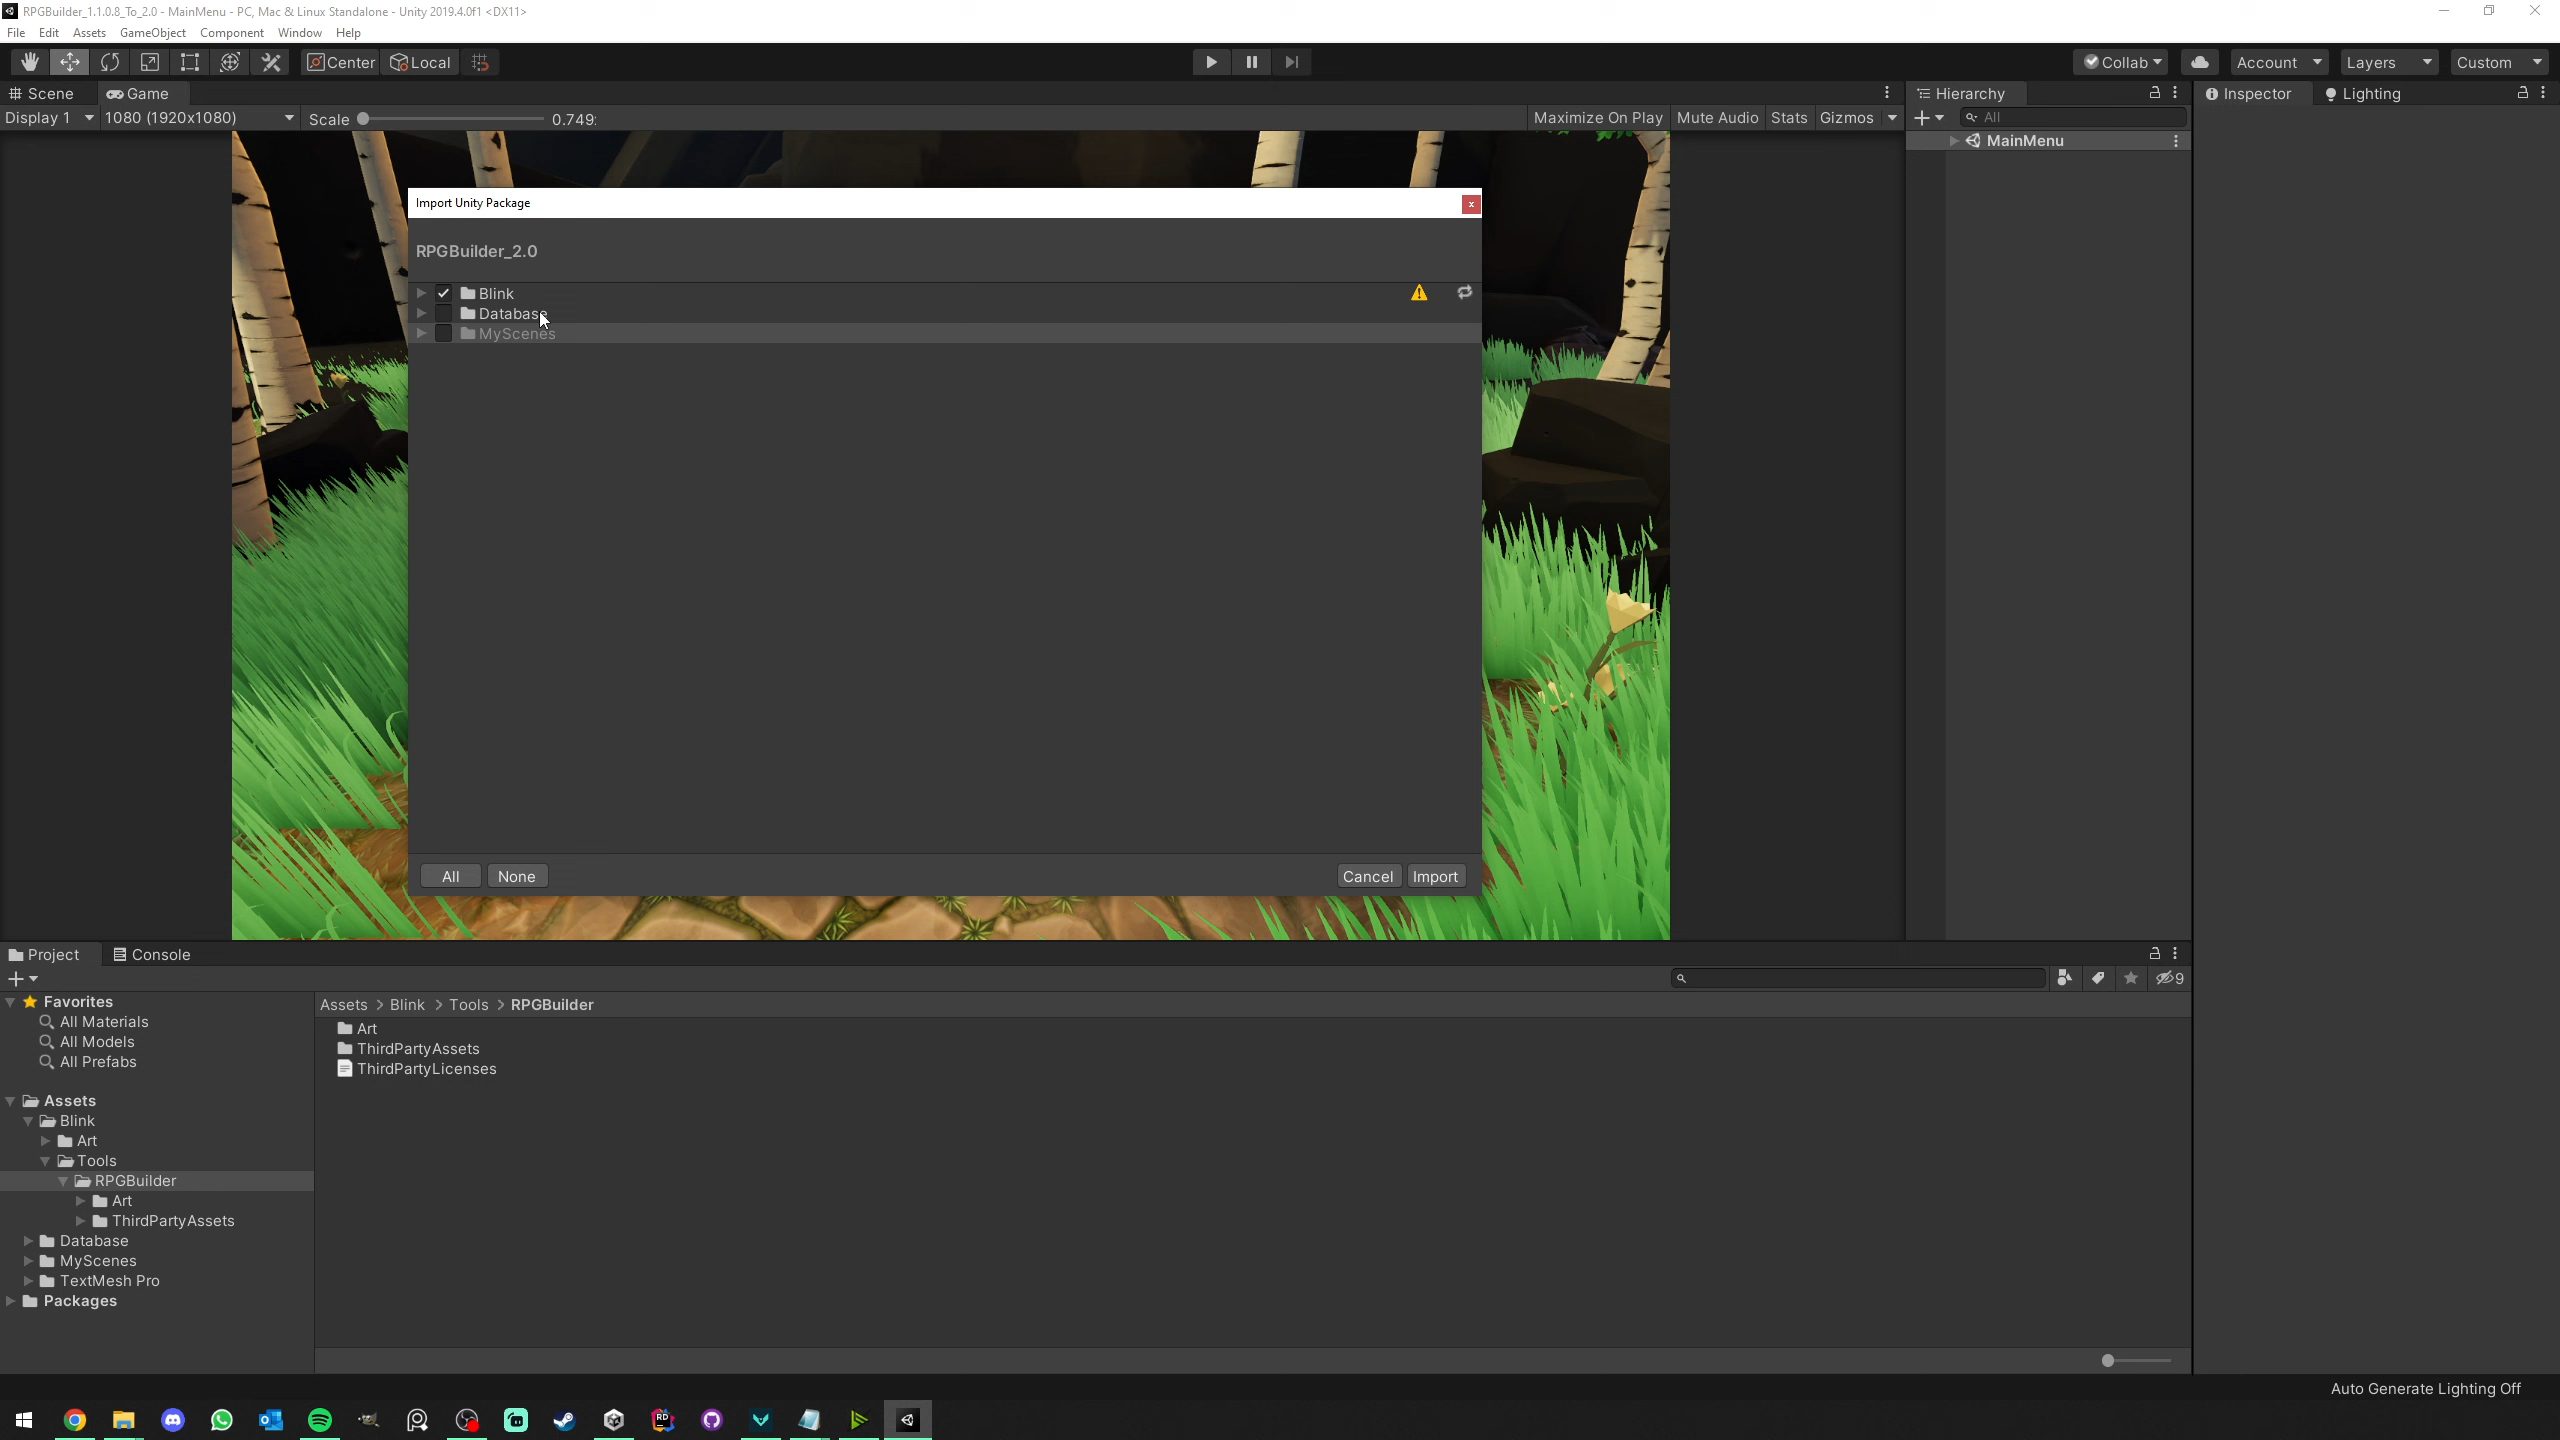 RPGBuilder_1.1.0.8_To_2.0 - MainMenu - PC, Mac & Linux Standalone - Unity 2019.4.0f1 <DX11>
File Edit Assets GameObject Component Window Help
Center Local Collab Account Layers Custom
Scene Game Hierarchy Inspector Lighting
Display 1 1080 (1920x1080) Scale 0.749: Maximize On Play Mute Audio Stats Gizmos All
MainMenu
Import Unity Package
x
RPGBuilder_2.0
Blink
Database
MyScenes
All None Cancel Import
Project Console
9
Favorites
All Materials
All Models
All Prefabs
Assets
Blink
Art
Tools
RPGBuilder
Art
ThirdPartyAssets
Database
MyScenes
TextMesh Pro
Packages
Assets > Blink > Tools > RPGBuilder
Art
ThirdPartyAssets
ThirdPartyLicenses
Auto Generate Lighting Off
RD